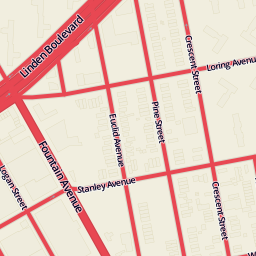 Linden Boulevard
Crescent Street
Loring Avenue
Euclid Avenue
Pine Street
Fountain Avenue
Logan Street
Stanley Avenue
Crescent Street
W